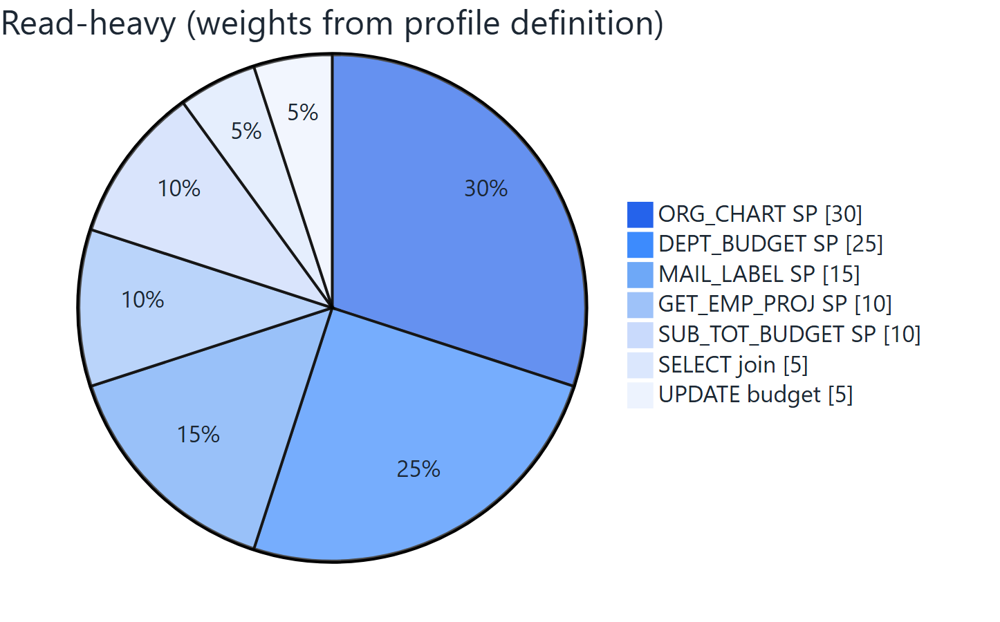 Read-heavy (weights from profile definition)
5%
5%
30%
10%
10%
15%
25%
ORG_CHART SP [30]
DEPT_BUDGET SP [25]
MAIL_LABEL SP [15]
GET_EMP_PROJ SP [10]
SUB_TOT_BUDGET SP [10]
SELECT join [5]
UPDATE budget [5]